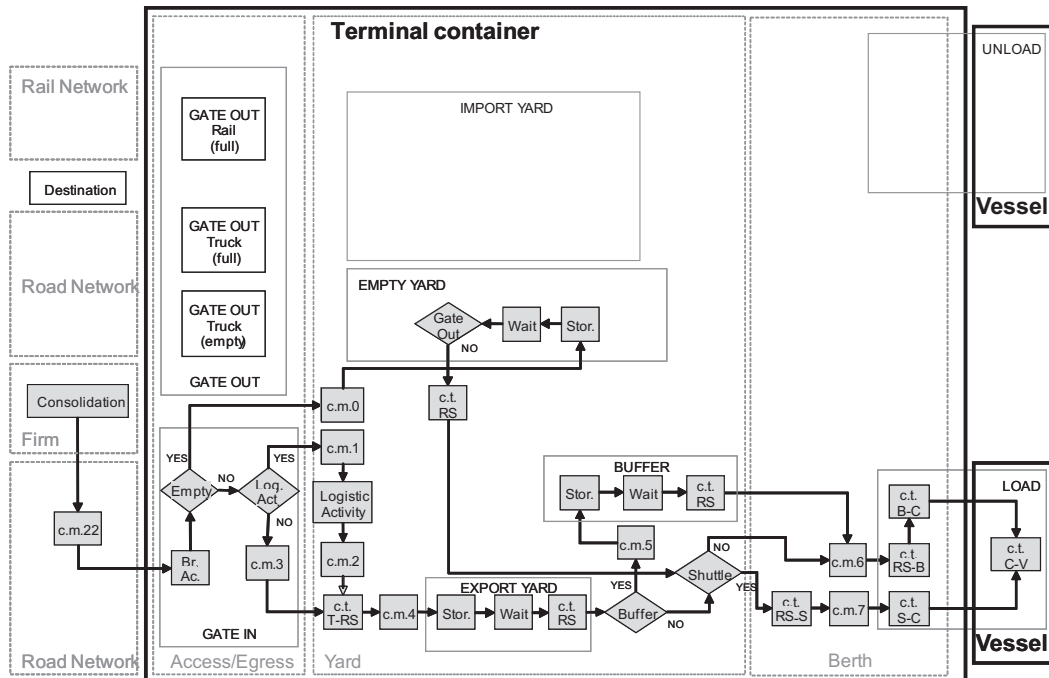 Terminal container
UNLOAD
Rail Network
IMPORT YARD
GATE OUT
Rail
(full)
Destination
Vessel
GATE OUT
Truck
(full)
Road Network
EMPTY YARD
GATE OUT
Truck
(empty)
Gate
Out
Wait
Stor.
NO
GATE OUT
Consolidation
c.m.0
c.t.
RS
Firm
YES
YES
c.m.1
BUFFER
LOAD
Empty
NO
Log.
Act
NO
Logistic
Activity
Stor.
Wait
c.t.
RS
c.t.
B-C
c.m.22
Br.
Ac.
c.m.3
c.m.2
c.m.5
NO
c.m.6
c.t.
RS-B
c.t.
C-V
YES
Shuttle
YES
EXPORT YARD
c.t.
T-RS
c.m.4
Stor.
Wait
c.t.
RS
Buffer
NO
c.t.
RS-S
c.m.7
c.t.
S-C
GATE IN
Vessel
Road Network
Access/Egress
Yard
Berth